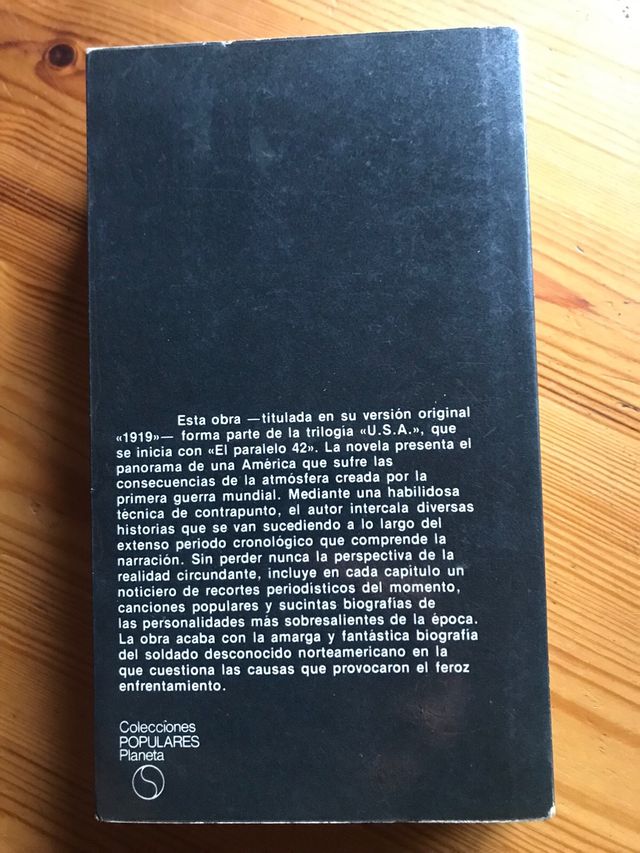 Esta obra —titulada en su versión original
«1919»— forma parte de la trilogía «U.S.A.», que
se inicia con «El paralelo 42». La novela presenta el
panorama de una América que sufre las
consecuencias de la atmósfera creada por la
primera guerra mundial. Mediante una habilidosa
técnica de contrapunto, el autor intercala diversas
historias que se van sucediendo a lo largo del
extenso periodo cronológico que comprende la
narración. Sin perder nunca la perspectiva de la
realidad circundante, incluye en cada capítulo un
noticiero de recortes periodísticos del momento,
canciones populares y sucintas biografías de
las personalidades más sobresalientes de la época.
La obra acaba con la amarga y fantástica biografía
del soldado desconocido norteamericano en la
que cuestiona las causas que provocaron el feroz
enfrentamiento.
Colecciones
POPULARES
Planeta